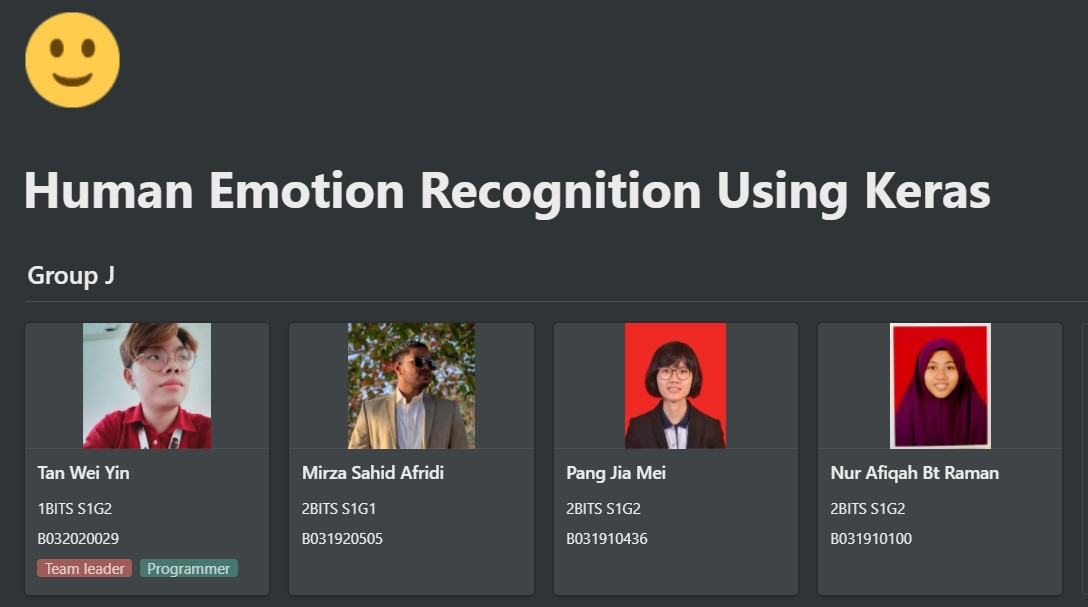 Human Emotion Recognition Using Keras
Group J
Tan Wei Yin
1BITS S1G2
B032020029
Team leader Programmer
Mirza Sahid Afridi
2BITS S1G1
B031920505
Pang Jia Mei
2BITS S1G2
B031910436
Nur Afiqah Bt Raman
2BITS S1G2
B031910100